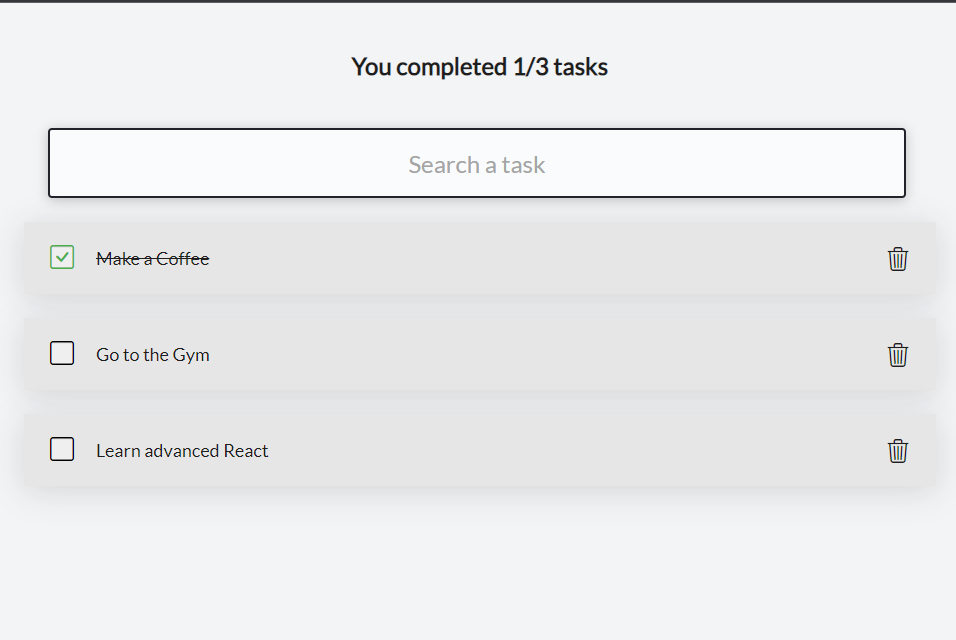 You completed 1/3 tasks
Search a task
Make a Coffee
Go to the Gym
Learn advanced React